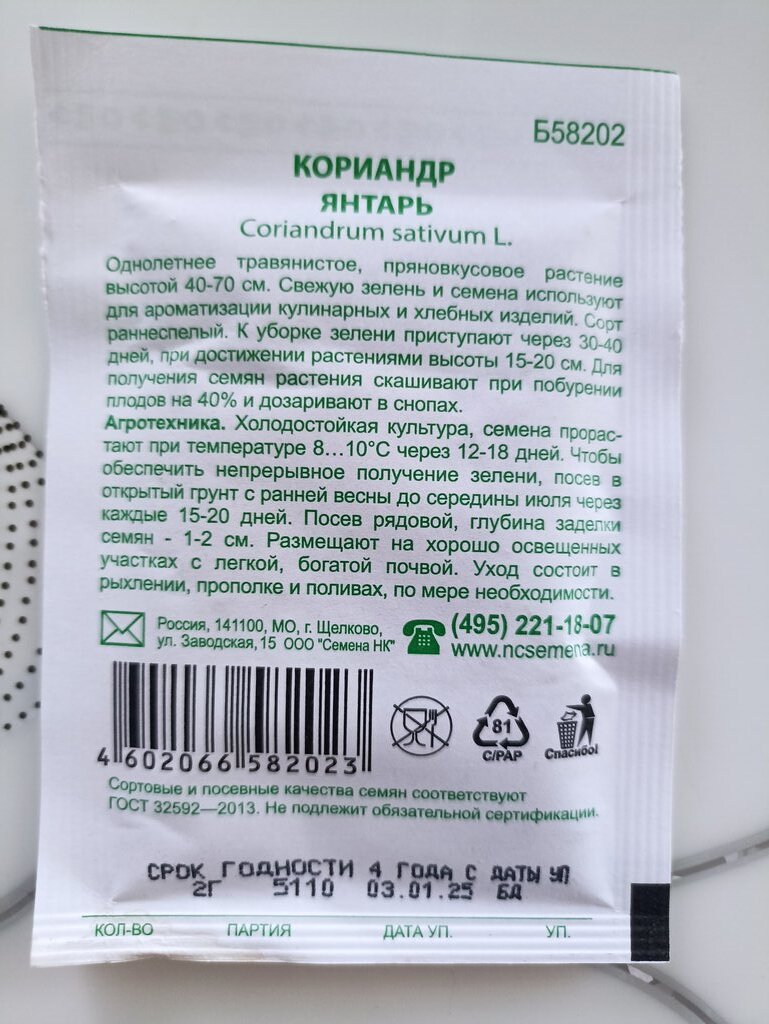 Б58202
КОРИАНДР
ЯНТАРЬ
Coriandrum sativum L.
Однолетнее травянистое, пряновкусовое растение
высотой 40-70 см. Свежую зелень и семена используют
для ароматизации кулинарных и хлебных изделий. Сорт
раннеспелый. К уборке зелени приступают через 30-40
дней, при достижении растениями высоты 15-20 см. Для
получения семян растения скашивают при побурении
плодов на 40% и дозаривают в снопах.
Агротехника. Холодостойкая культура, семена прорас-
тают при температуре 8...10°С через 12-18 дней. Чтобы
обеспечить непрерывное получение зелени, посев в
открытый грунт с ранней весны до середины июля через
каждые 15-20 дней. Посев рядовой, глубина заделки
семян - 1-2 см. Размещают на хорошо освещенных
участках с легкой, богатой почвой. Уход состоит в
рыхлении, прополке и поливах, по мере необходимости.
Россия, 141100, МО, г. Щелково,
ул. Заводская,15 ООО "Семена НК"
(495) 221-18-07
www.ncsemena.ru
4 602066 582023
81
C/PAP
Спасибо!
Сортовые и посевные качества семян соответствуют
ГОСТ 32592—2013. Не подлежит обязательной сертификации.
СРОК ГОДНОСТИ 4 ГОДА С ДАТЫ УП
2Г 5110 03.01.25 БД
КОЛ-ВО ПАРТИЯ ДАТА УП. УП.